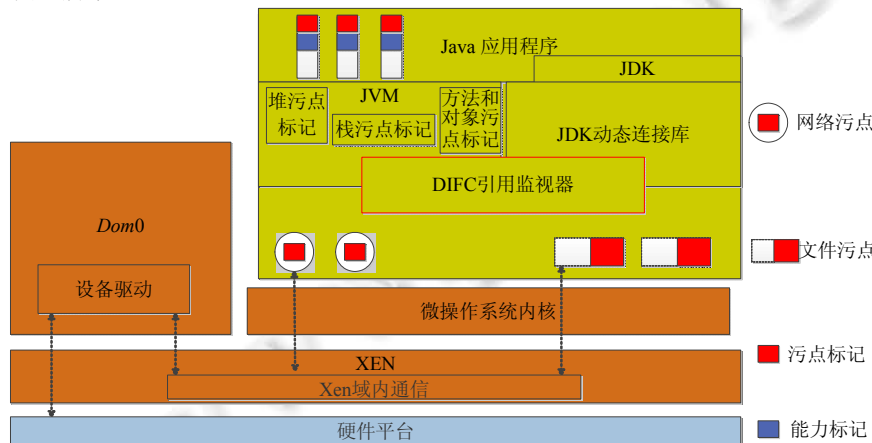 Java 应用程序
JDK
堆污点
标记
JVM
栈污点标记
方法和
对象污
点标记
JDK动态连接库
网络污点
DIFC引用监视器
Dom0
文件污点
设备驱动
微操作系统内核
XEN
污点标记
Xen域内通信
硬件平台
能力标记